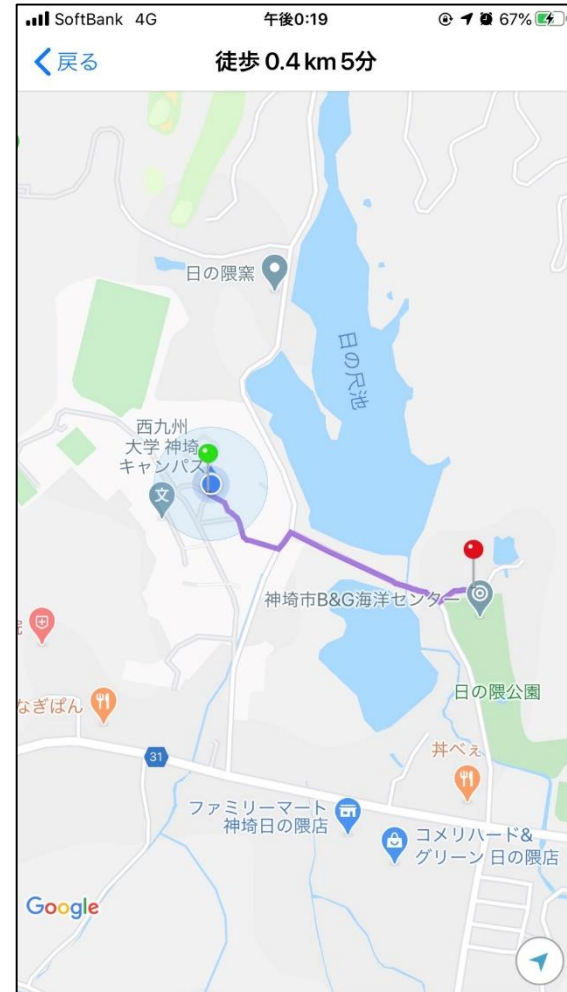 SoftBank 4G 午後0:19 67%
戻る
徒歩 0.4 km 5分
日の隈窯
日の尺池
西九州
大学 神埼
キャンパス
文
神埼市B&G海洋センター
日の隈公園
なぎぱん
31
丼べぇ
ファミリーマート
神埼日の隈店
コメリハード&
グリーン 日の隈店
Google